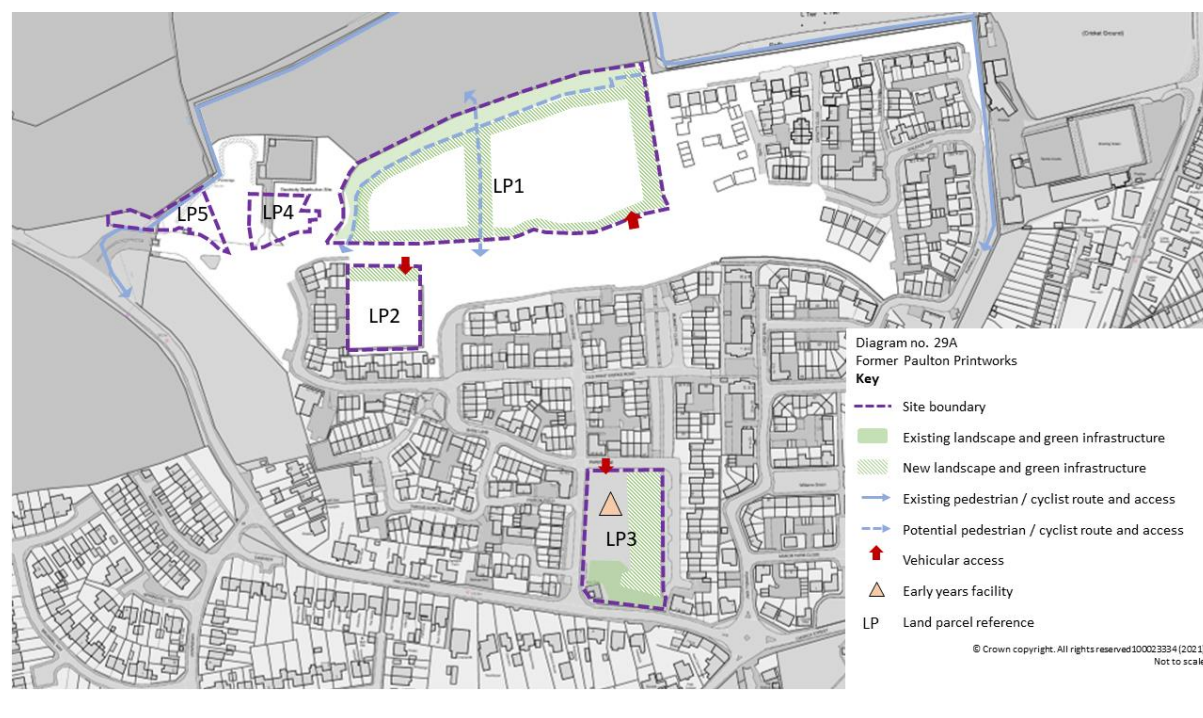 (Cricket Ground)
LP1
LP5
LP4
LP2
LP3
Diagram no. 29A
Former Paulton Printworks
Key
Site boundary
Existing landscape and green infrastructure
New landscape and green infrastructure
Existing pedestrian / cyclist route and access
Potential pedestrian / cyclist route and access
Vehicular access
Early years facility
LP Land parcel reference
© Crown copyright. All rights reserved100023334 (2021)
Not to scale